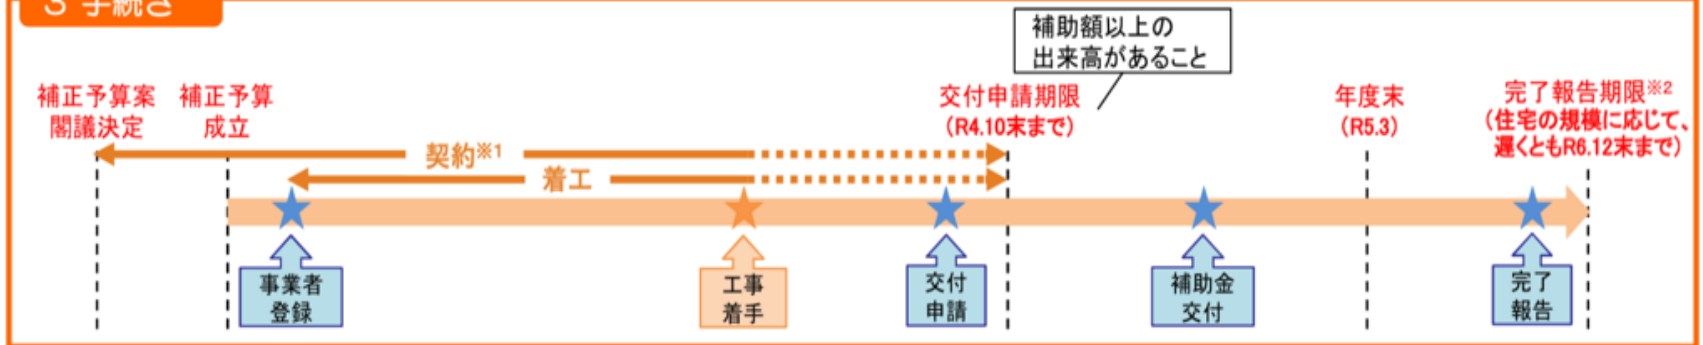 3 手続き
補助額以上の
出来高があること
補正予算案
閣議決定
補正予算
成立
交付申請期限
(R4.10末まで)
年度末
(R5.3)
完了報告期限※2
(住宅の規模に応じて、
遅くともR6.12末まで)
契約※1
着工
事業者
登録
工事
着手
交付
申請
補助金
交付
完了
報告